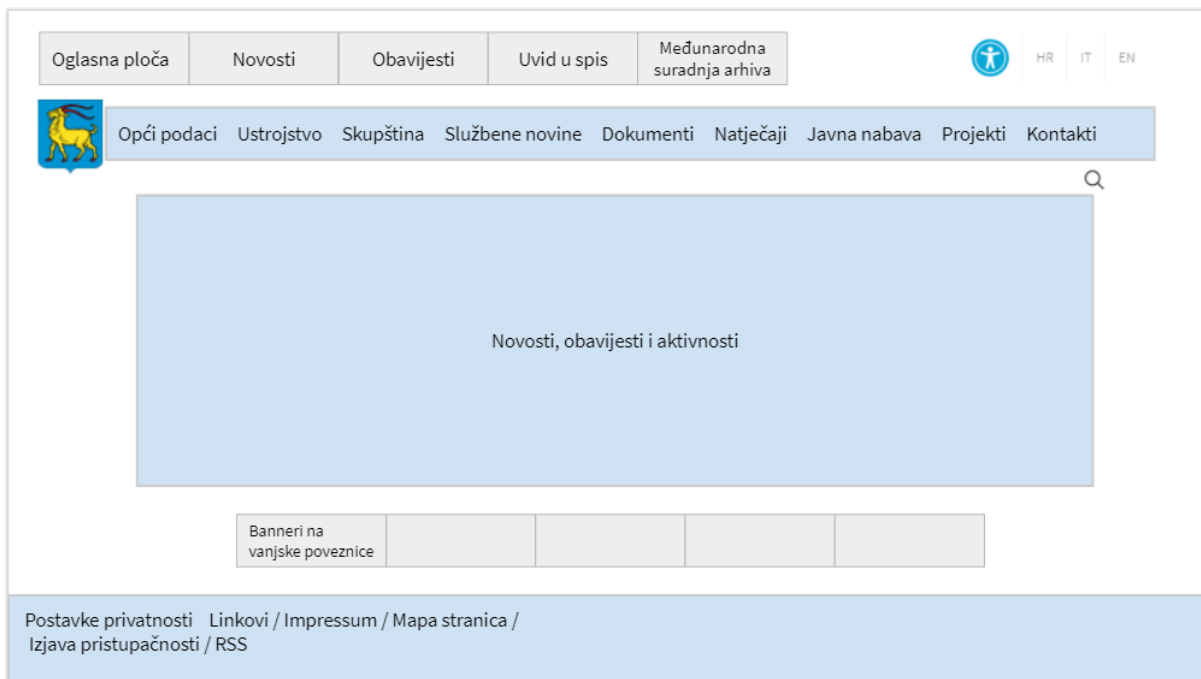 Oglasna ploča
Novosti
Obavijesti
Uvid u spis
Međunarodna
suradnja arhiva
HR
IT
EN
Opći podaci Ustrojstvo Skupština Službene novine Dokumenti Natječaji Javna nabava Projekti Kontakti
Novosti, obavijesti i aktivnosti
Banneri na
vanjske poveznice
Postavke privatnosti Linkovi / Impressum / Mapa stranica /
Izjava pristupačnosti / RSS